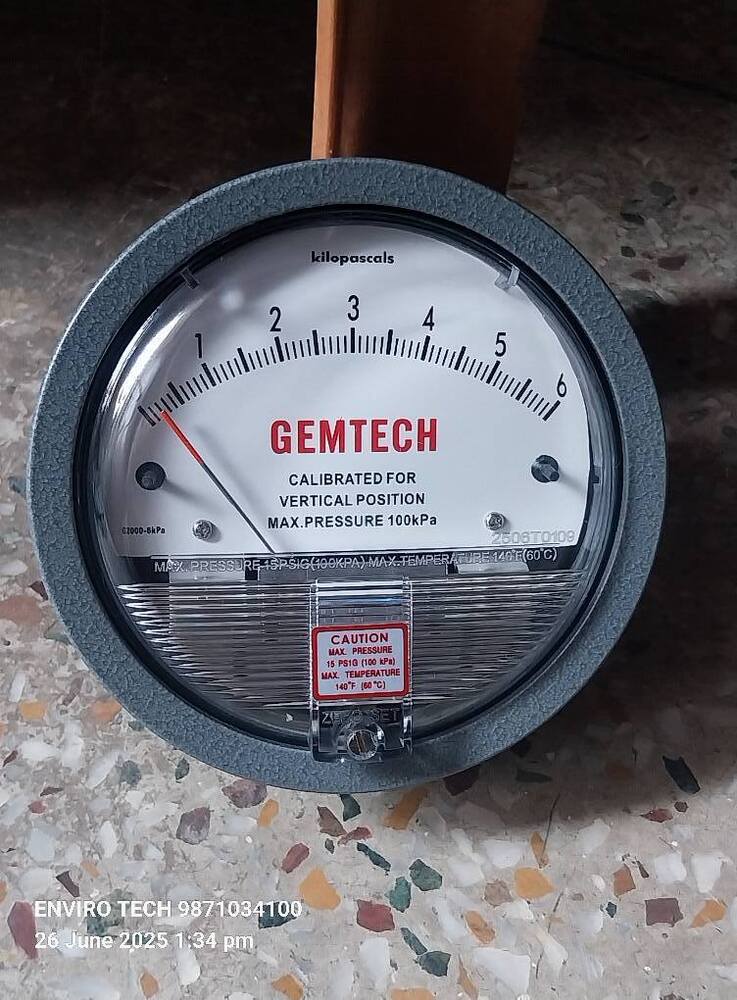 kilopascals
1 2 3 4 5 6
GEMTECH
CALIBRATED FOR
VERTICAL POSITION
MAX.PRESSURE 100kPa
G2000-6kPa
2506T0109
MAX. PRESSURE 15PSIG(100KPA) MAX.TEMPERATURE 140°F(60°C)
CAUTION
MAX. PRESSURE
15 PS1G (100 kPa)
MAX. TEMPERATURE
140°F (60°C)
ZERO SET
ENVIRO TECH 9871034100
26 June 2025 1:34 pm